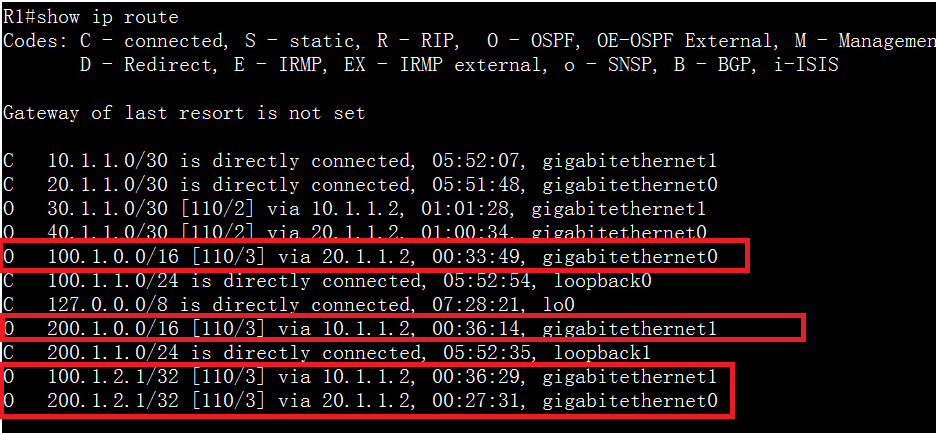 R1#show ip route
Codes: C - connected, S - static, R - RIP, O - OSPF, OE-OSPF External, M - Managemen
D - Redirect, E - IRMP, EX - IRMP external, o - SNSP, B - BGP, i-ISIS
Gateway of last resort is not set
C 10.1.1.0/30 is directly connected, 05:52:07, gigabitethernet1
C 20.1.1.0/30 is directly connected, 05:51:48, gigabitethernet0
O 30.1.1.0/30 [110/2] via 10.1.1.2, 01:01:28, gigabitethernet1
O 40.1.1.0/30 [110/2] via 20.1.1.2, 01:00:34, gigabitethernet0
O 100.1.0.0/16 [110/3] via 20.1.1.2, 00:33:49, gigabitethernet0
C 100.1.1.0/24 is directly connected, 05:52:54, loopback0
C 127.0.0.0/8 is directly connected, 07:28:21, lo0
O 200.1.0.0/16 [110/3] via 10.1.1.2, 00:36:14, gigabitethernet1
C 200.1.1.0/24 is directly connected, 05:52:35, loopback1
O 100.1.2.1/32 [110/3] via 10.1.1.2, 00:36:29, gigabitethernet1
O 200.1.2.1/32 [110/3] via 20.1.1.2, 00:27:31, gigabitethernet0